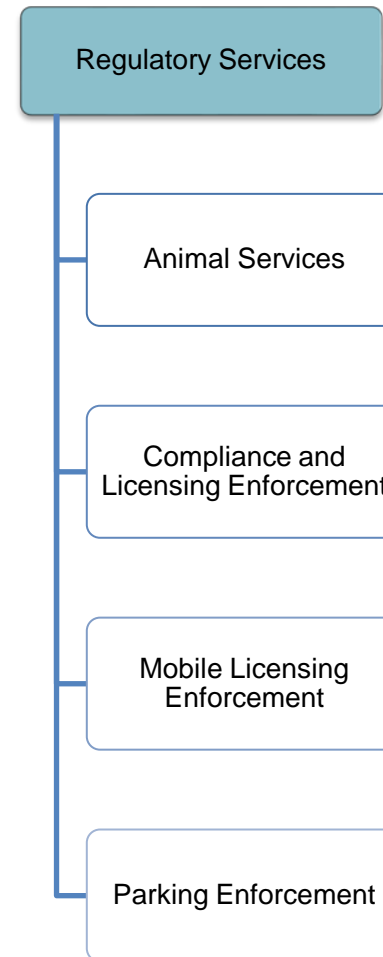 Regulatory Services
Animal Services
Compliance and
Licensing Enforcement
Mobile Licensing
Enforcement
Parking Enforcement